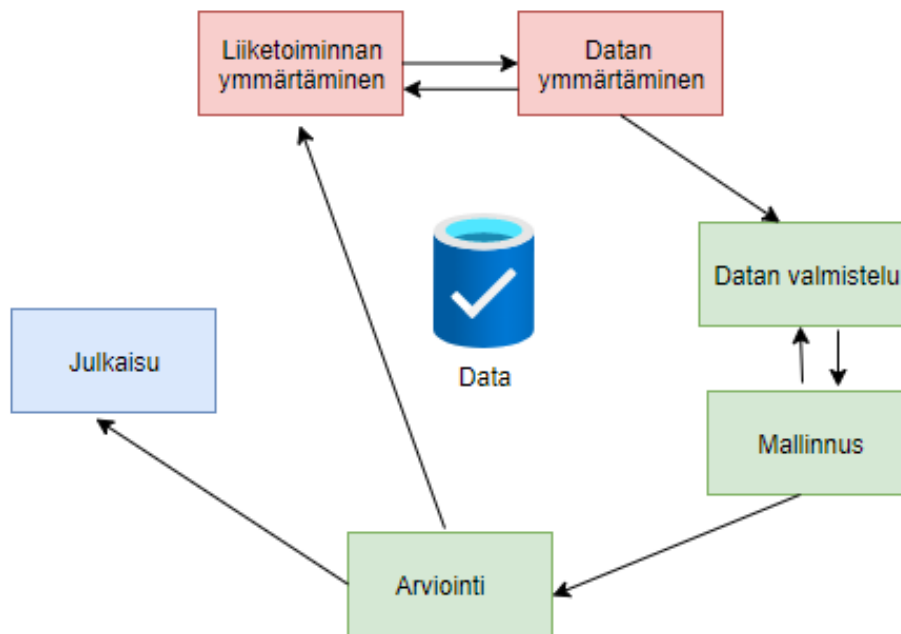 Liiketoiminnan
ymmärtäminen
Datan
ymmärtäminen
Datan valmistelu
Julkaisu
Data
Mallinnus
Arviointi